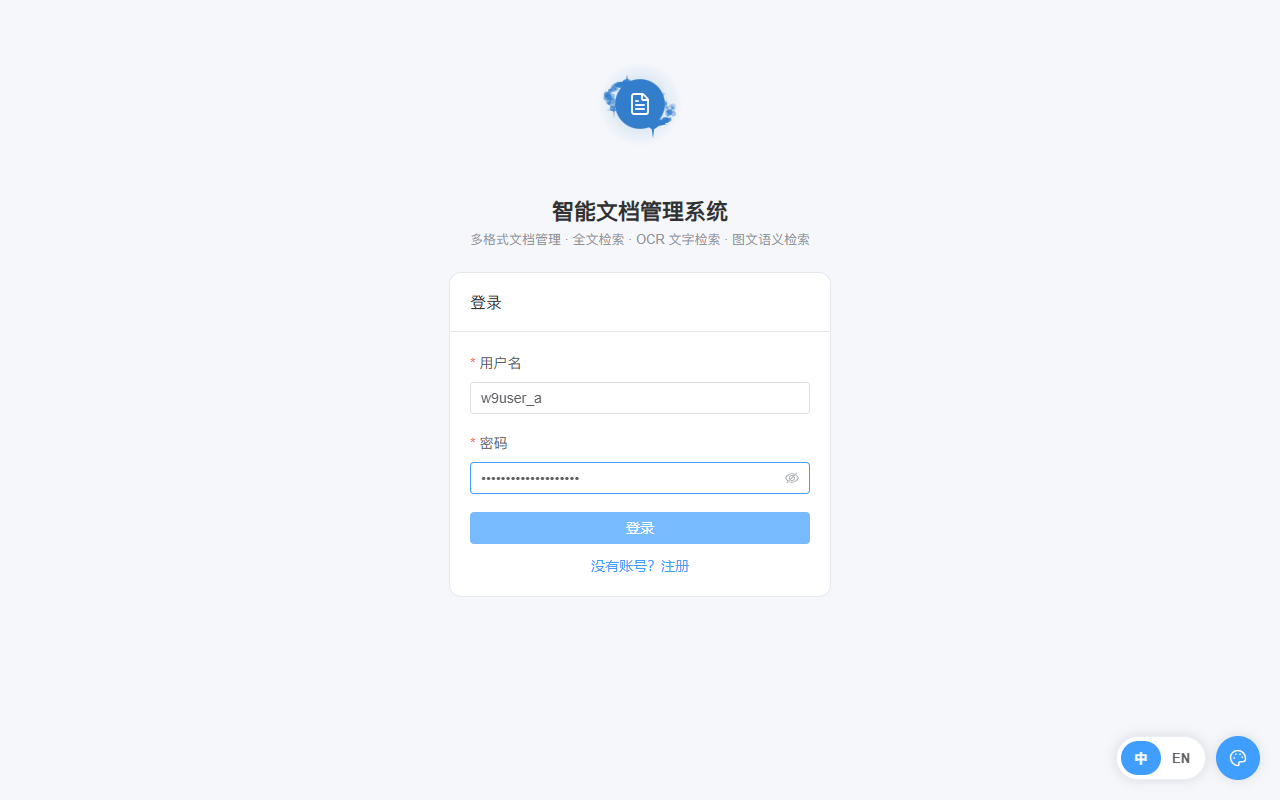 智能文档管理系统
多格式文档管理 · 全文检索 · OCR 文字检索 · 图文语义检索
登录
* 用户名
w9user_a
* 密码
••••••••••••••••••••
登录
没有账号？注册
中 EN